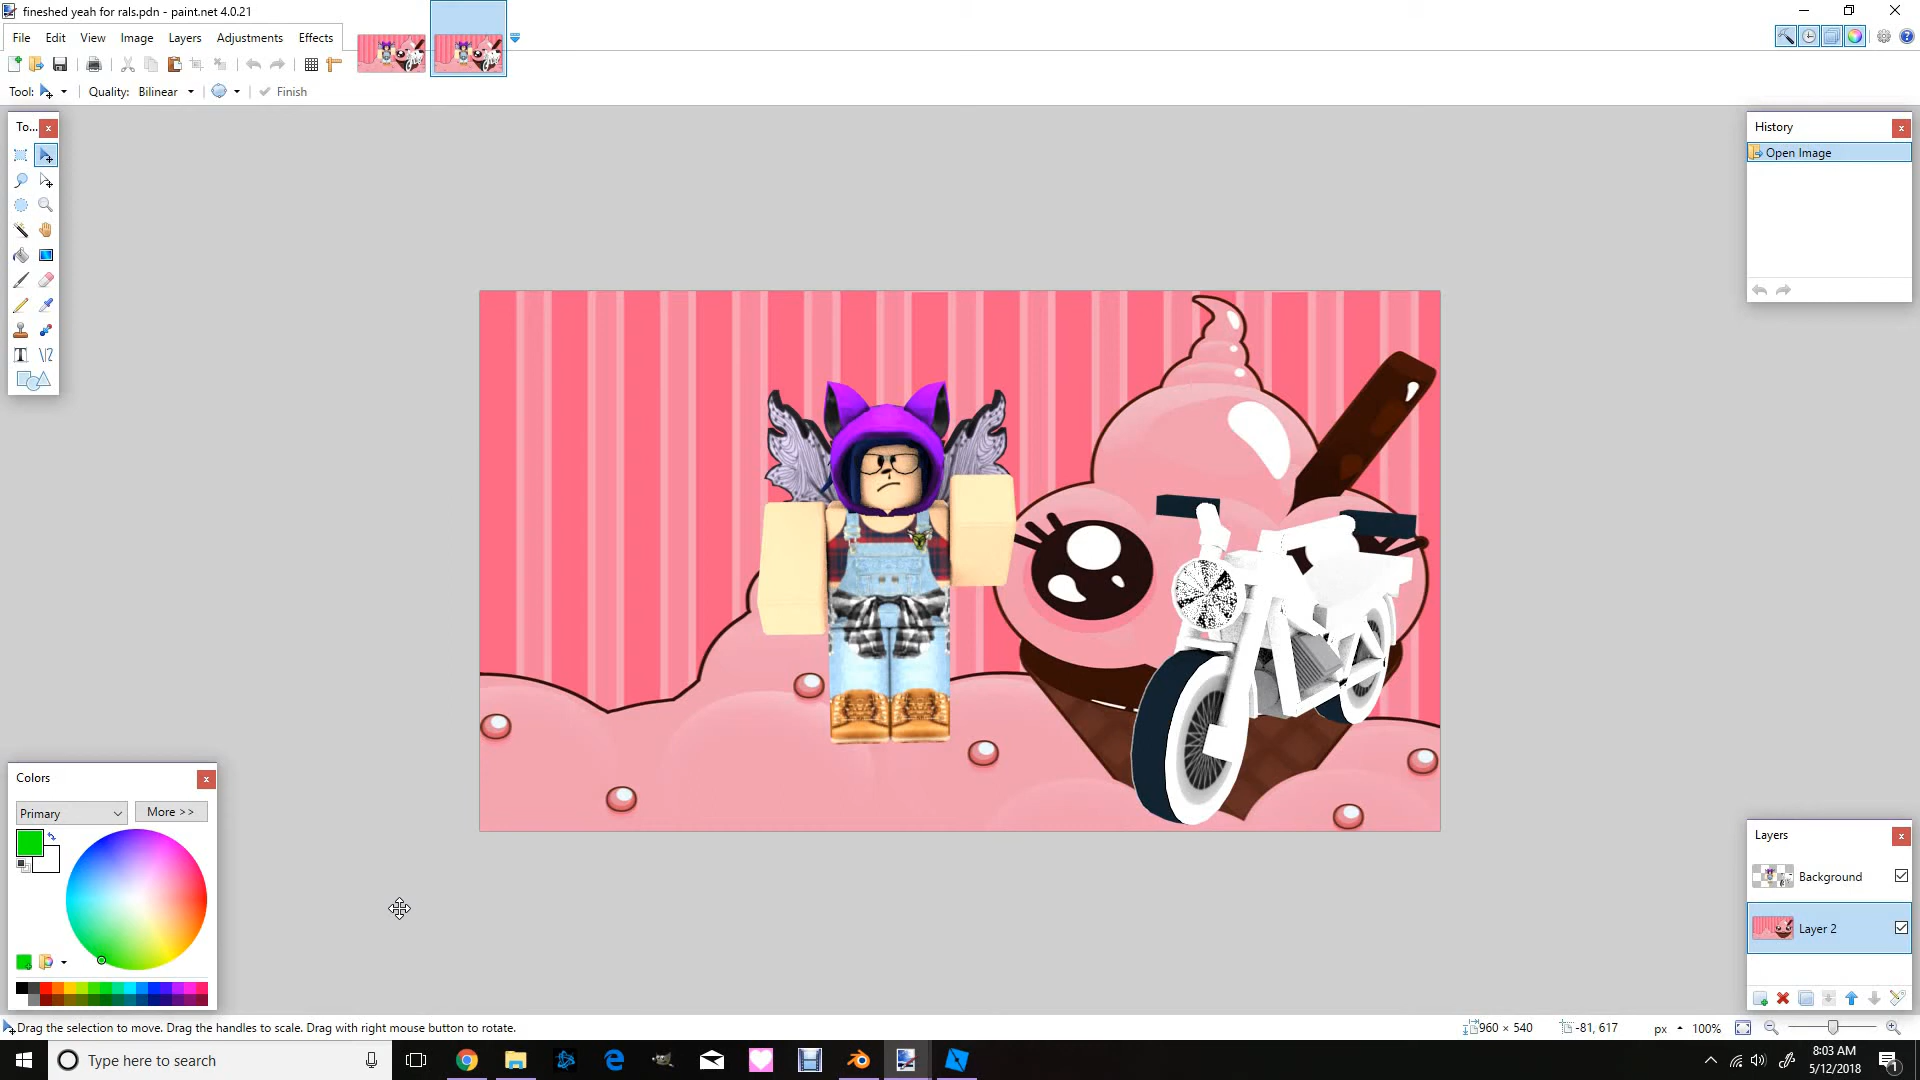 fineshed yeah for rals.pdn - paint.net 4.0.21
File Edit View Image Layers Adjustments Effects
Tool: Quality: Bilinear Finish
To...
History
Open Image
Colors
Primary More >>
Layers
Background
Layer 2
Drag the selection to move. Drag the handles to scale. Drag with right mouse button to rotate.
960 × 540 -81, 617 px 100%
Type here to search
8:03 AM
5/12/2018
1